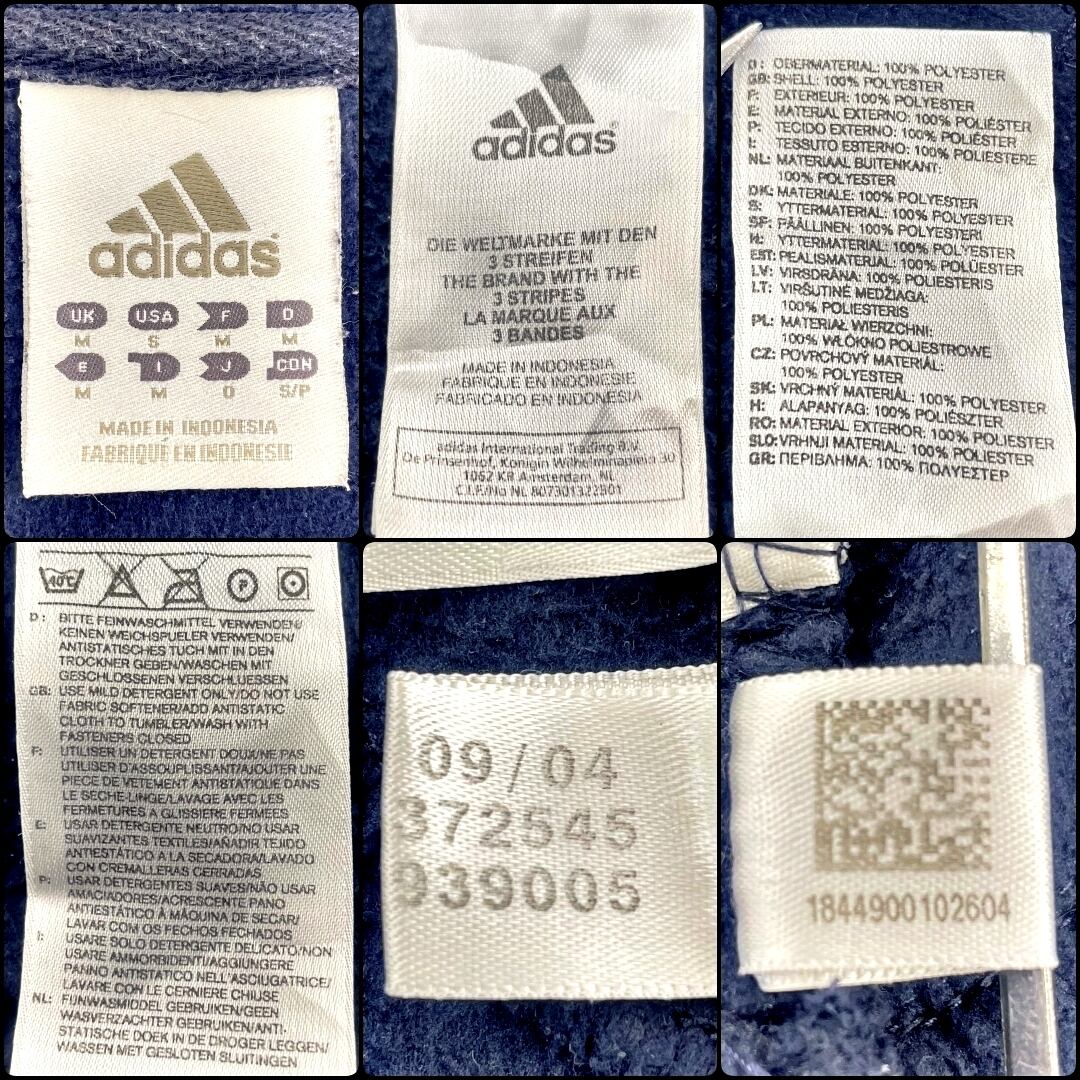 adidas
UK USA F D
M S M M
E I J CDN
M M O S/P
MADE IN INDONESIA
FABRIQUÉ EN INDONESIE
adidas
DIE WELTMARKE MIT DEN
3 STREIFEN
THE BRAND WITH THE
3 STRIPES
LA MARQUE AUX
3 BANDES
MADE IN INDONESIA
FABRIQUE EN INDONESIE
FABRICADO EN INDONESIA
adidas International Trading B.V.
De Prinsenhof, Konigin Wilhelminaplein 30
1062 KR Amsterdam, NL
C.I.F./No NL 807301322B01
D: OBERMATERIAL: 100% POLYESTER
GB: SHELL: 100% POLYESTER
F: EXTERIEUR: 100% POLYESTER
E: MATERIAL EXTERNO: 100% POLIÉSTER
P: TECIDO EXTERNO: 100% POLIÉSTER
I: TESSUTO ESTERNO: 100% POLIESTERE
NL: MATERIAAL BUITENKANT:
100% POLYESTER
DK: MATERIALE: 100% POLYESTER
S: YTTERMATERIAL: 100% POLYESTER
SF: PÄÄLLINEN: 100% POLYESTERI
N: YTTERMATERIAL: 100% POLYESTER
EST: PEALISMATERJAL: 100% POLÜESTER
LV: VIRSDRĀNA: 100% POLIESTERIS
LT: VIRŠUTINĖ MEDŽIAGA:
100% POLIESTERIS
PL: MATERIAŁ WIERZCHNI:
100% WŁÓKNO POLIESTROWE
CZ: POVRCHOVÝ MATERIÁL:
100% POLYESTER
SK: VRCHNÝ MATERIÁL: 100% POLYESTER
H: ALAPANYAG: 100% POLIÉSZTER
RO: MATERIAL EXTERIOR: 100% POLIESTER
SLO: VRHNJI MATERIAL: 100% POLIESTER
GR: ΠΕΡΙΒΛΗΜΑ: 100% ΠΟΛΥΕΣΤΕΡ
40°C P
D: BITTE FEINWASCHMITTEL VERWENDEN/
KEINEN WEICHSPUELER VERWENDEN/
ANTISTATISCHES TUCH MIT IN DEN
TROCKNER GEBEN/WASCHEN MIT
GESCHLOSSENEN VERSCHLUESSEN
GB: USE MILD DETERGENT ONLY/DO NOT USE
FABRIC SOFTENER/ADD ANTISTATIC
CLOTH TO TUMBLER/WASH WITH
FASTENERS CLOSED
F: UTILISER UN DETERGENT DOUX/NE PAS
UTILISER D'ASSOUPLISSANT/AJOUTER UNE
PIECE DE VETEMENT ANTISTATIQUE DANS
LE SECHE-LINGE/LAVAGE AVEC LES
FERMETURES A GLISSIERE FERMEES
E: USAR DETERGENTE NEUTRO/NO USAR
SUAVIZANTES TEXTILES/AÑADIR TEJIDO
ANTIESTÁTICO A LA SECADORA/LAVADO
CON CREMALLERAS CERRADAS
P: USAR DETERGENTES SUAVES/NÃO USAR
AMACIADORES/ACRESCENTE PANO
ANTIESTÁTICO À MÁQUINA DE SECAR/
LAVAR COM OS FECHOS FECHADOS
I: USARE SOLO DETERGENTE DELICATO/NON
USARE AMMORBIDENTI/AGGIUNGERE
PANNO ANTISTATICO NELL'ASCIUGATRICE/
LAVARE CON LE CERNIERE CHIUSE
NL: FIJNWASMIDDEL GEBRUIKEN/GEEN
WASVERZACHTER GEBRUIKEN/ANTI-
STATISCHE DOEK IN DE DROGER LEGGEN/
WASSEN MET GESLOTEN SLUITINGEN
09/04
372545
939005
1844900102604